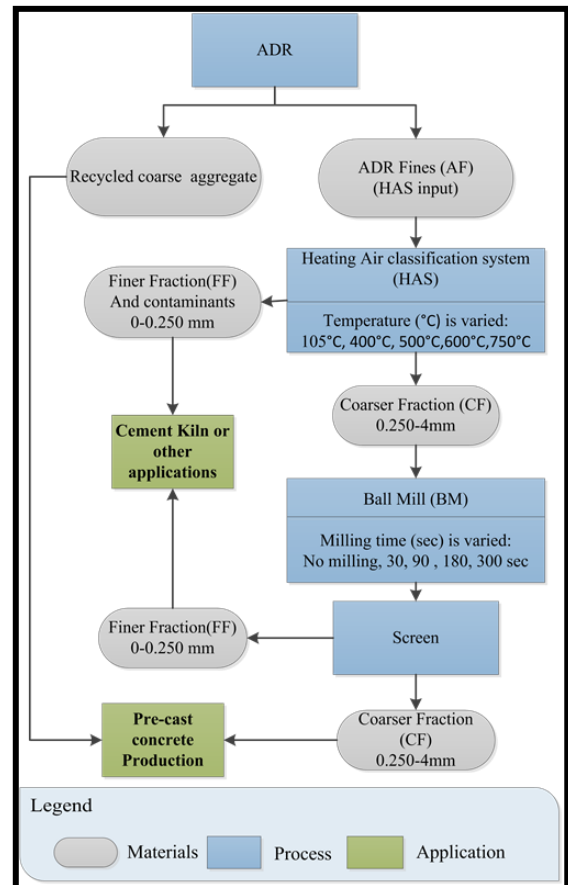 ADR
Recycled coarse aggregate
ADR Fines (AF)
(HAS input)
Heating Air classification system
(HAS)
Temperature (°C) is varied:
105°C, 400°C, 500°C,600°C,750°C
Finer Fraction(FF)
And contaminants
0-0.250 mm
Coarser Fraction (CF)
0.250-4mm
Cement Kiln or
other
applications
Ball Mill (BM)
Milling time (sec) is varied:
No milling, 30, 90 , 180, 300 sec
Finer Fraction(FF)
0-0.250 mm
Screen
Pre-cast
concrete
Production
Coarser Fraction
(CF)
0.250-4mm
Legend
Materials
Process
Application